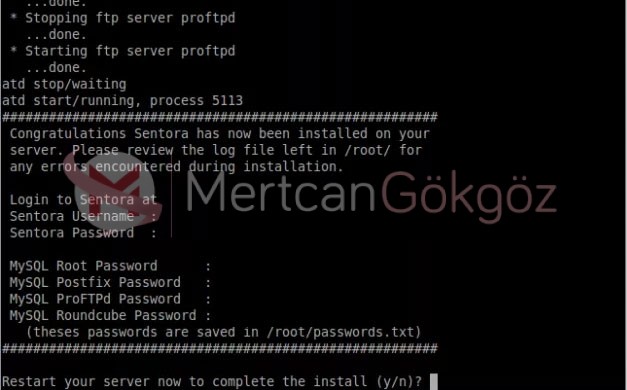 ...done.
* Stopping ftp server proftpd
...done.
* Starting ftp server proftpd
...done.
atd stop/waiting
atd start/running, process 5113
########################################################
Congratulations Sentora has now been installed on your
server. Please review the log file left in /root/ for
any errors encountered during installation.
Login to Sentora at
Sentora Username :
Sentora Password :
MertcanGökgöz
MySQL Root Password :
MySQL Postfix Password :
MySQL ProFTPd Password :
MySQL Roundcube Password :
(theses passwords are saved in /root/passwords.txt)
########################################################
Restart your server now to complete the install (y/n)?